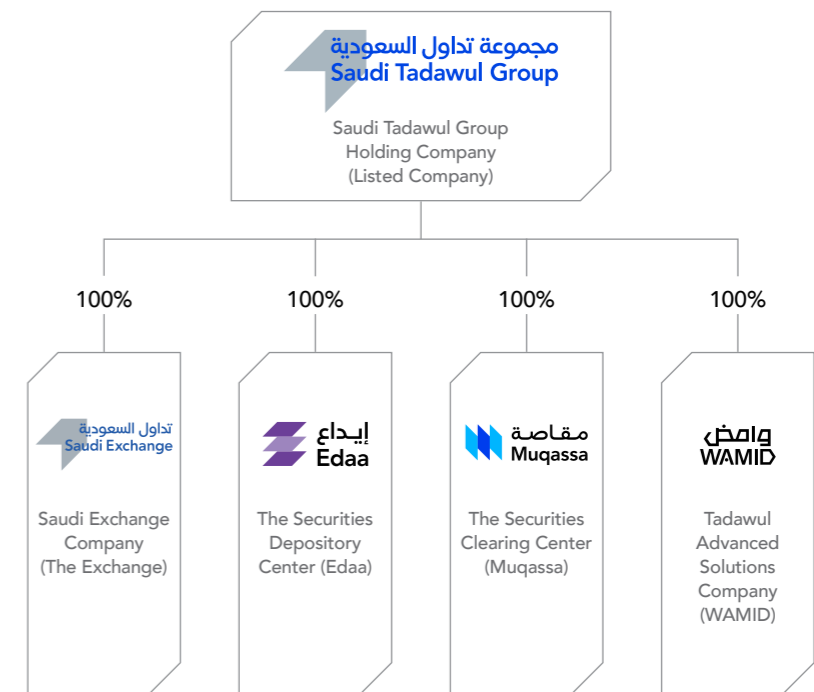 مجموعة تداول السعودية
Saudi Tadawul Group
Saudi Tadawul Group
Holding Company
(Listed Company)
100%
100%
100%
100%
تداول السعودية
Saudi Exchange
Saudi Exchange
Company
(The Exchange)
إيداع
Edaa
The Securities
Depository
Center (Edaa)
مقاصة
Muqassa
The Securities
Clearing Center
(Muqassa)
وامض
WAMID
Tadawul
Advanced
Solutions
Company
(WAMID)